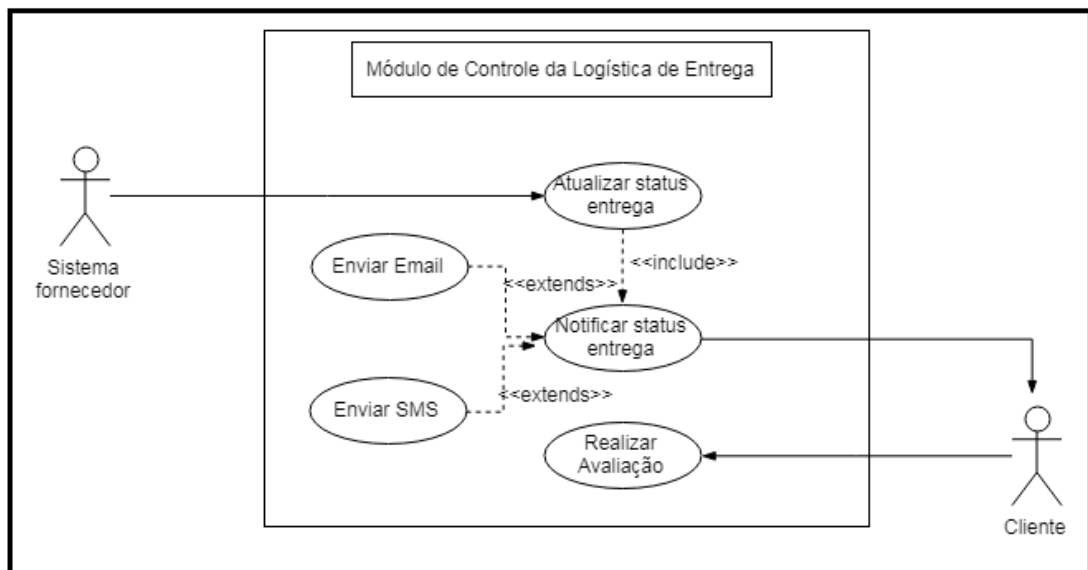 Módulo de Controle da Logística de Entrega
Atualizar status
entrega
Sistema
fornecedor
Enviar Email
<<include>>
<<extends>>
Notificar status
entrega
<<extends>>
Enviar SMS
Realizar
Avaliação
Cliente